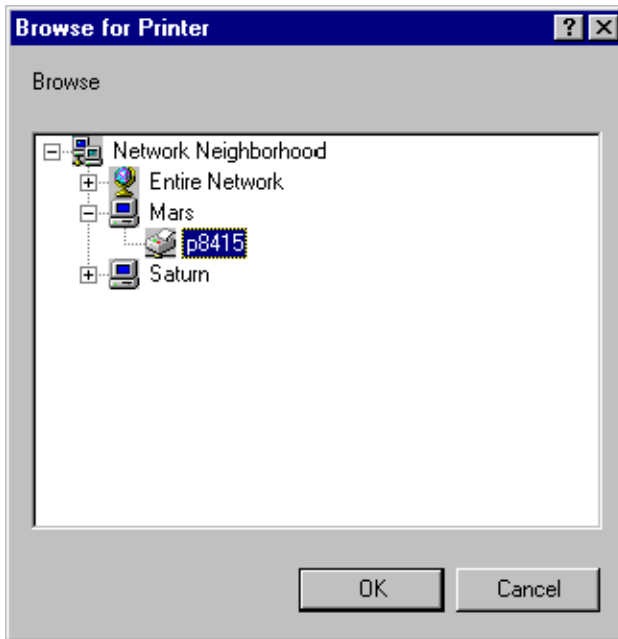 Browse for Printer
Browse
Network Neighborhood
Entire Network
Mars
p8415
Saturn
OK
Cancel